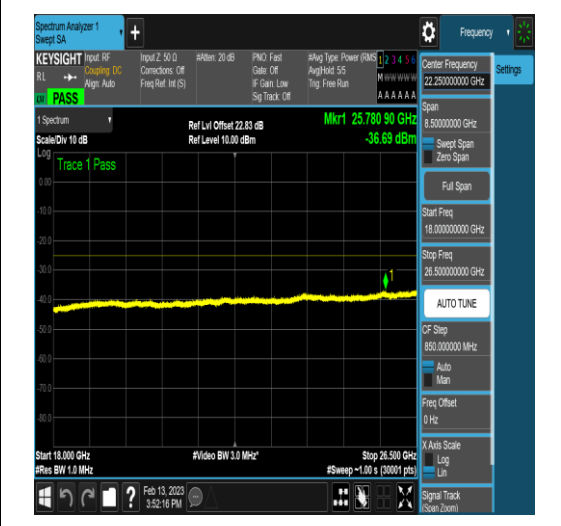 Spectrum Analyzer 1
Swept SA
Frequency
KEYSIGHT
RL
PASS
Input: RF
Coupling: DC
Align: Auto
Input Z: 50 Ω
Corrections: Off
Freq Ref: Int (S)
#Atten: 20 dB
PNO: Fast
Gate: Off
IF Gain: Low
Sig Track: Off
#Avg Type: Power (RMS
Avg|Hold: 5/5
Trig: Free Run
1 2 3 4 5 6
M W W W W W
A A A A A A
1 Spectrum
Scale/Div 10 dB
Ref Lvl Offset 22.83 dB
Ref Level 10.00 dBm
Mkr1 25.780 90 GHz
-36.69 dBm
Log
Trace 1 Pass
0.00
-10.0
-20.0
-30.0
-40.0
-50.0
-60.0
-70.0
-80.0
1
Start 18.000 GHz
#Res BW 1.0 MHz
#Video BW 3.0 MHz*
Stop 26.500 GHz
#Sweep ~1.00 s (30001 pts)
Feb 13, 2023
3:52:16 PM
Center Frequency
22.250000000 GHz
Settings
Span
8.50000000 GHz
Swept Span
Zero Span
Full Span
Start Freq
18.000000000 GHz
Stop Freq
26.500000000 GHz
AUTO TUNE
CF Step
850.000000 MHz
Auto
Man
Freq Offset
0 Hz
X Axis Scale
Log
Lin
Signal Track
(Span Zoom)